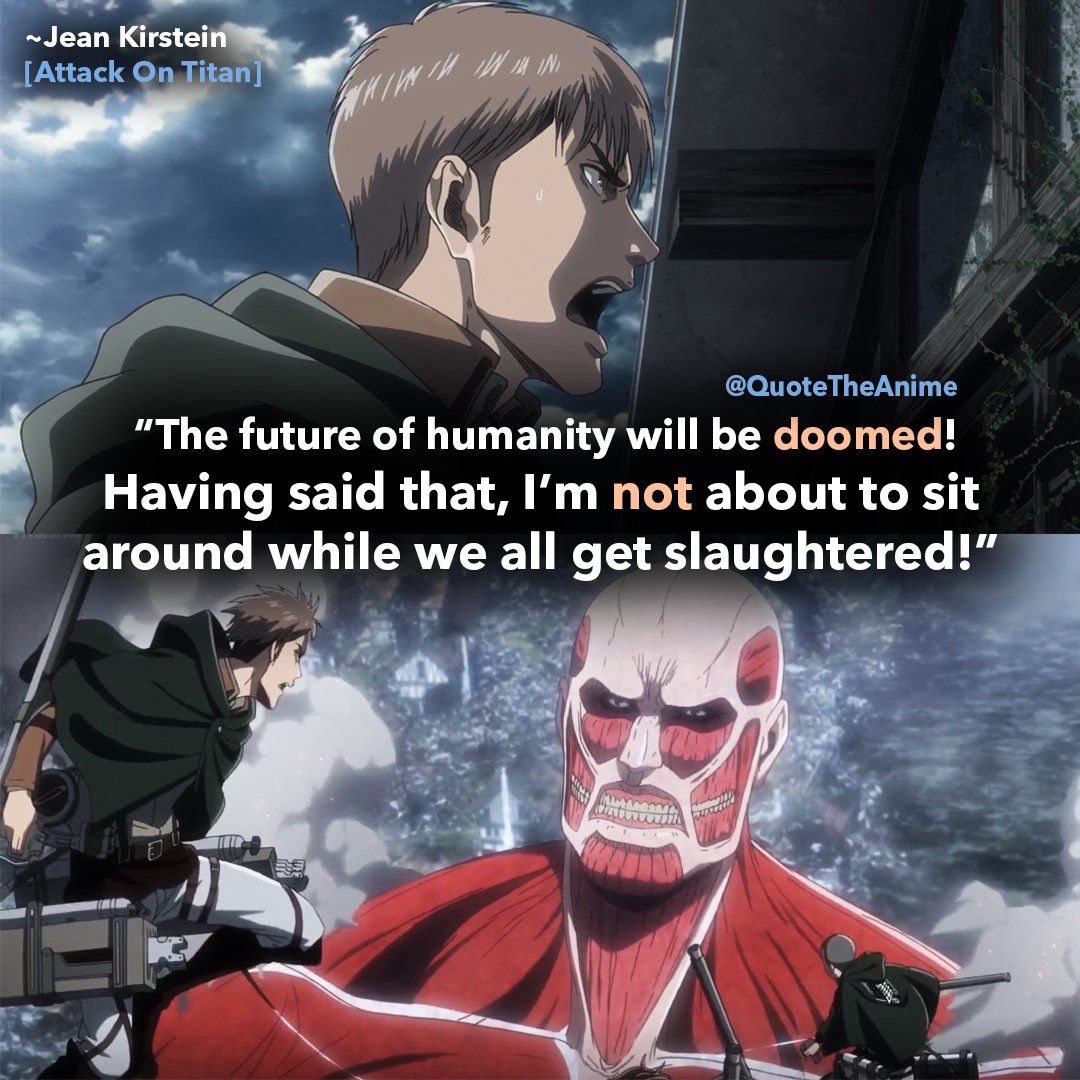 ~Jean Kirstein
[Attack On Titan]
@QuoteTheAnime
“The future of humanity will be doomed!
Having said that, I’m not about to sit
around while we all get slaughtered!”